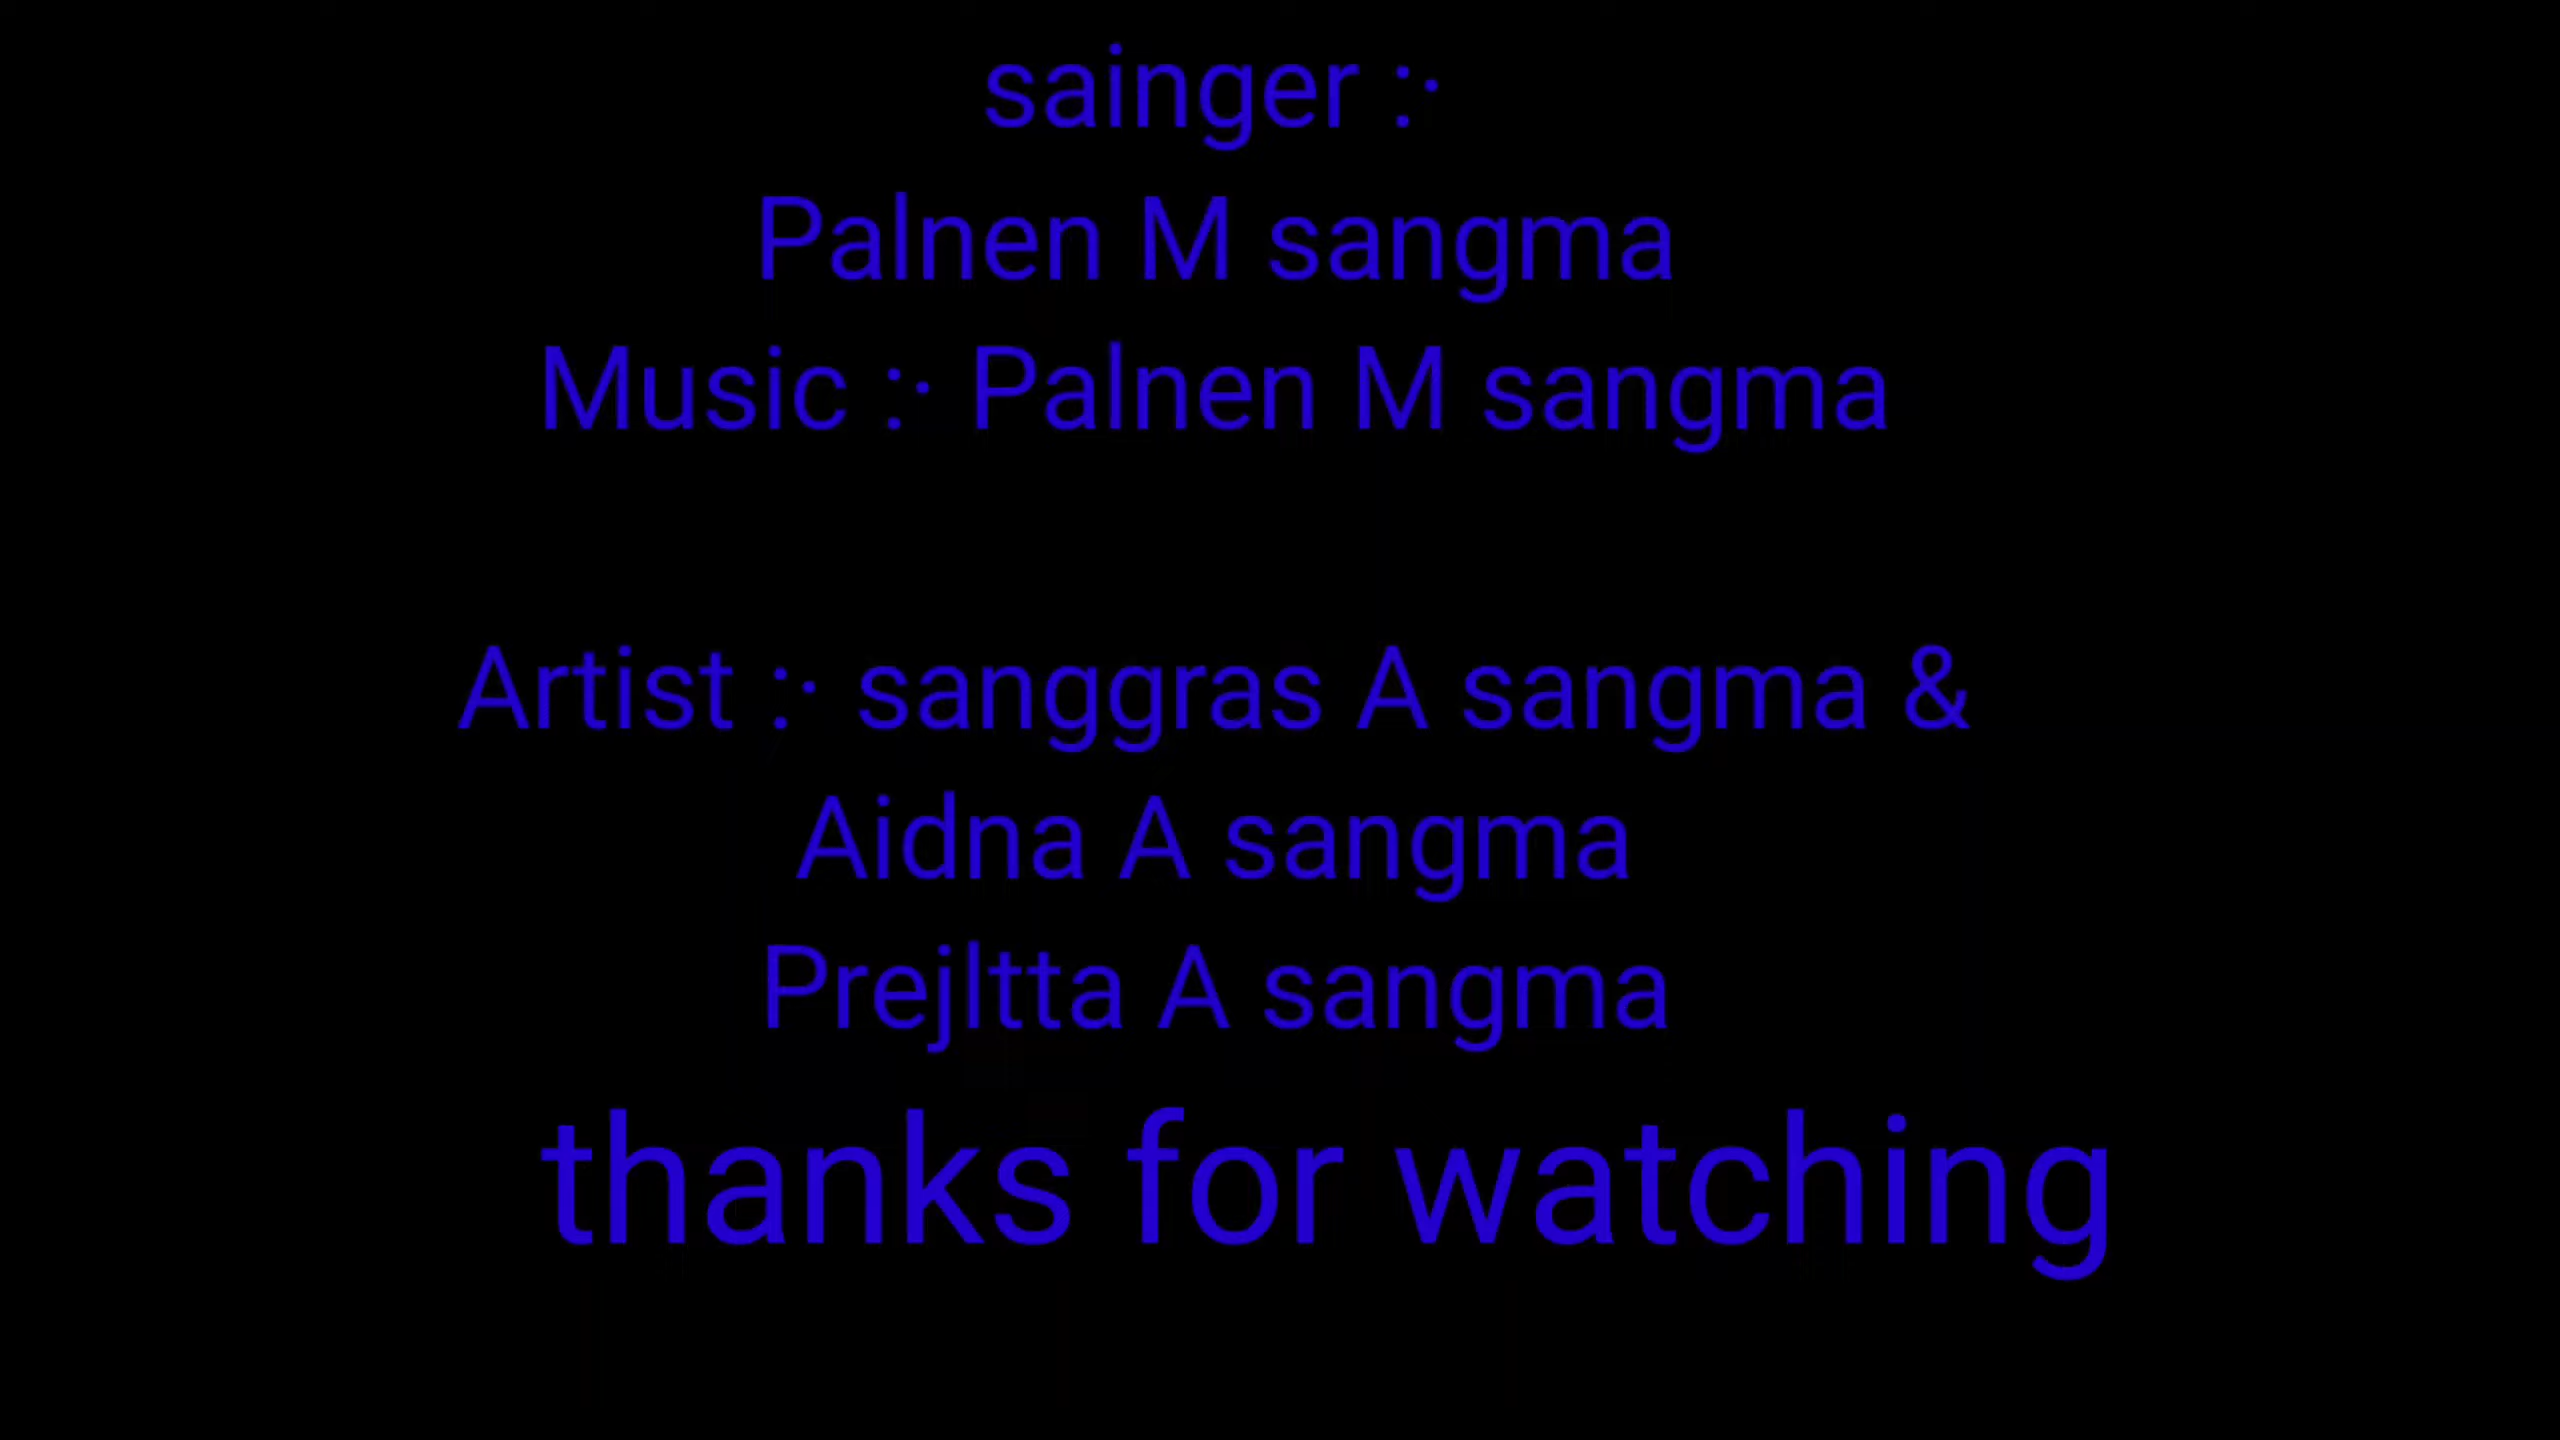 sainger :·
Palnen M sangma
Music :· Palnen M sangma
Artist :· sanggras A sangma &
Aidna A sangma
Prejltta A sangma
thanks for watching